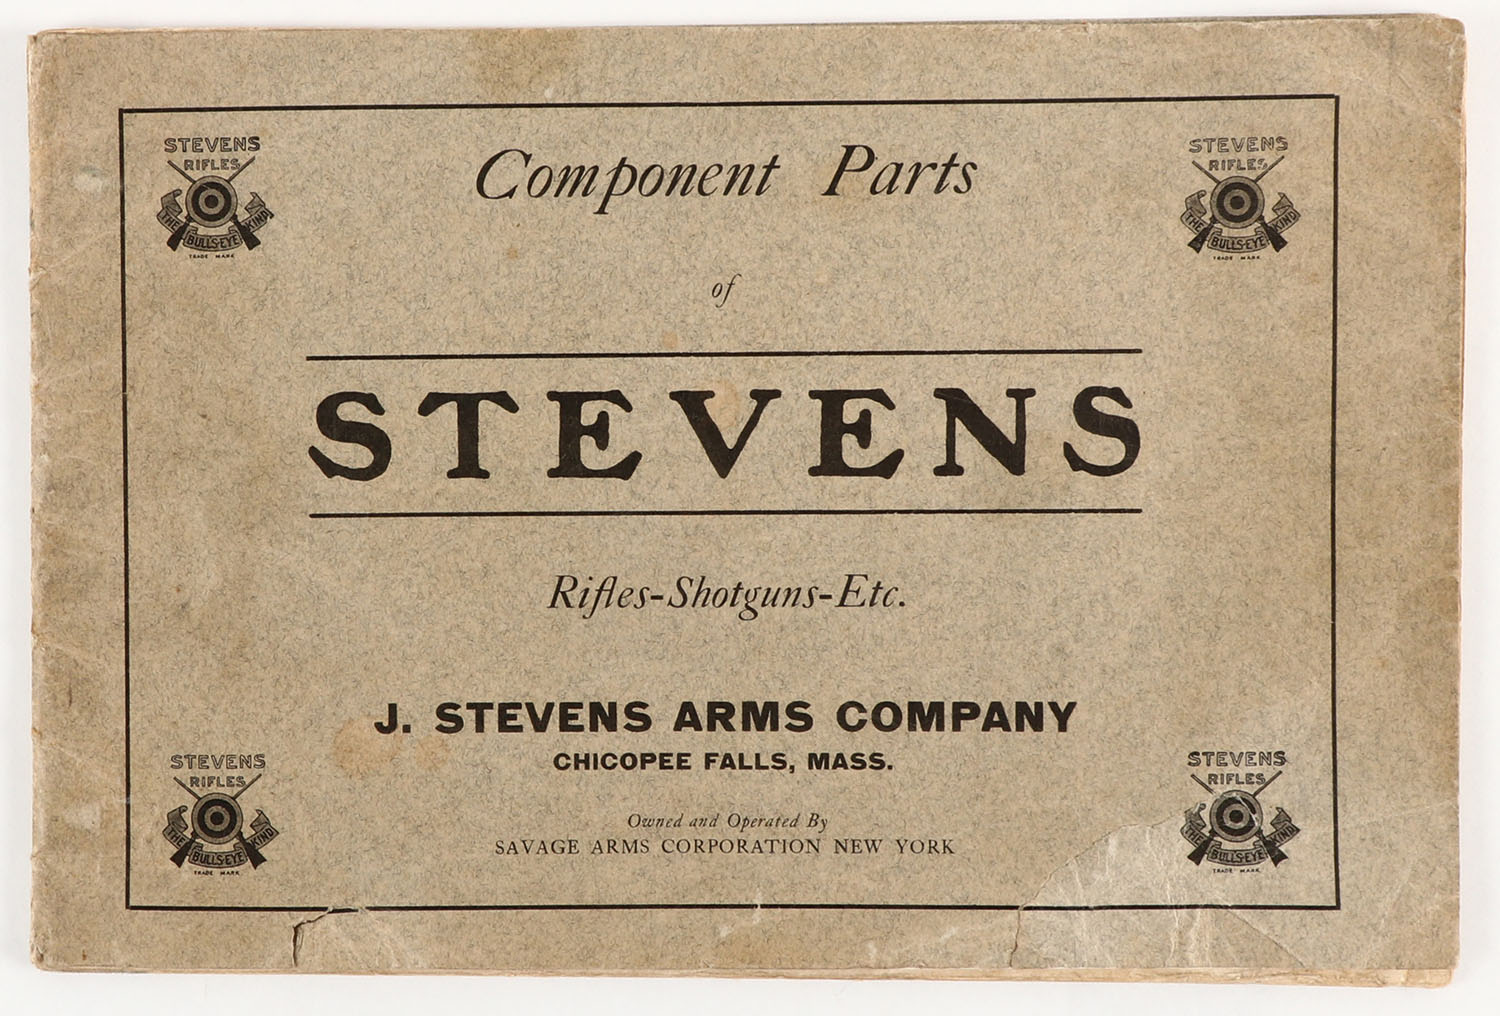 STEVENS
RIFLES
THE BULLS-EYE KIND
TRADE MARK
STEVENS
RIFLES
THE BULLS-EYE KIND
TRADE MARK
Component Parts
of
STEVENS
Rifles-Shotguns-Etc.
J. STEVENS ARMS COMPANY
CHICOPEE FALLS, MASS.
Owned and Operated By
SAVAGE ARMS CORPORATION NEW YORK
STEVENS
RIFLES
THE BULLS-EYE KIND
TRADE MARK
STEVENS
RIFLES
THE BULLS-EYE KIND
TRADE MARK